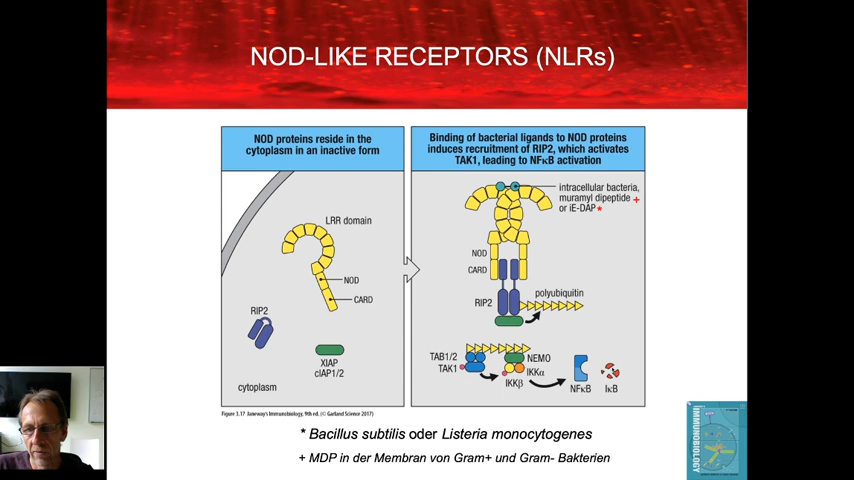 NOD-LIKE RECEPTORS (NLRs)
NOD proteins reside in the
cytoplasm in an inactive form
Binding of bacterial ligands to NOD proteins
induces recruitment of RIP2, which activates
TAK1, leading to NFκB activation
LRR domain
NOD
CARD
RIP2
XIAP
cIAP1/2
cytoplasm
intracellular bacteria,
muramyl dipeptide +
or iE-DAP *
NOD
CARD
RIP2
polyubiquitin
TAB1/2
TAK1
NEMO
IKKα
IKKβ
NFκB
IκB
Figure 3.17 Janeway's Immunobiology, 9th ed. (© Garland Science 2017)
* Bacillus subtilis oder Listeria monocytogenes
+ MDP in der Membran von Gram+ und Gram- Bakterien
IMMUNOBIOLOGY